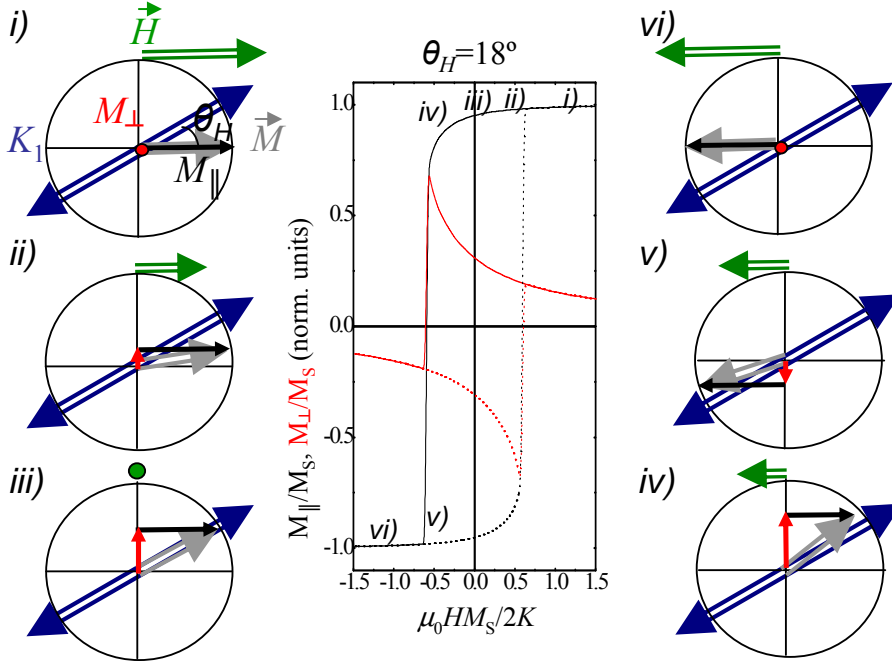 i)
H
M⊥
θH
K1
M
M∥
ii)
iii)
θH=18º
iv)
iii)
ii)
i)
vi)
v)
M∥/MS, M⊥/MS (norm. units)
1.0
0.5
0.0
-0.5
-1.0
-1.5 -1.0 -0.5 0.0 0.5 1.0 1.5
μ0HMS/2K
vi)
v)
iv)